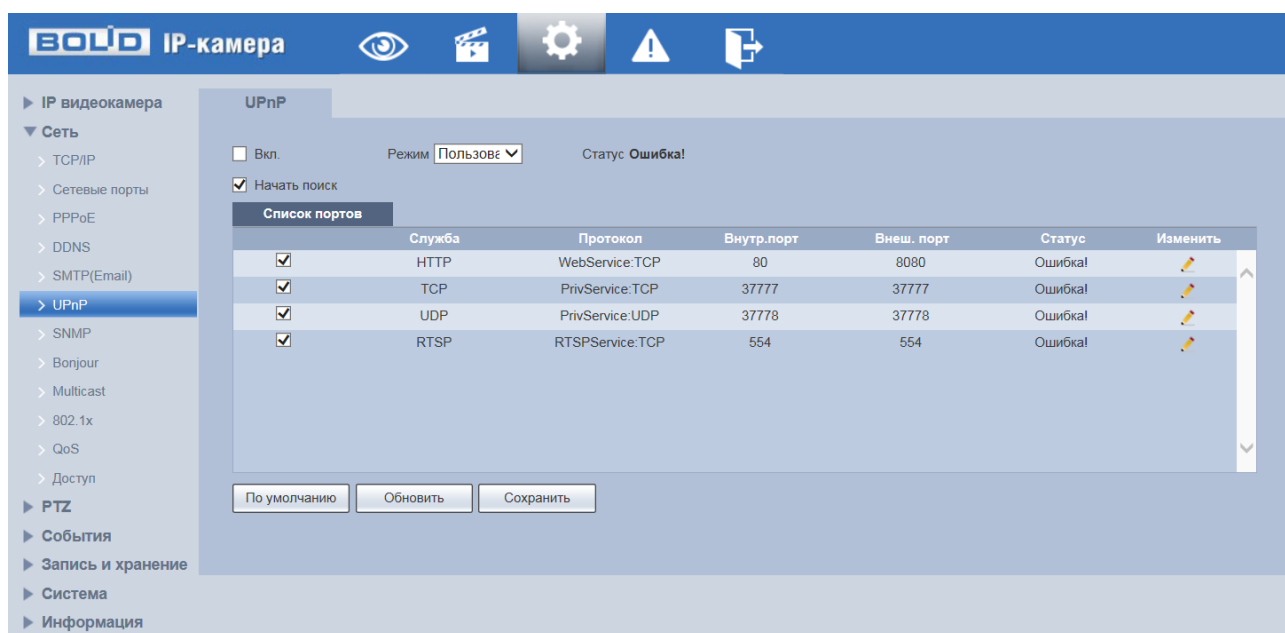 BOLID IP-камера
IP видеокамера
UPnP
Сеть
Вкл. Режим Пользова Статус Ошибка!
TCP/IP
Начать поиск
Сетевые порты
Список портов
PPPoE
Служба Протокол Внутр.порт Внеш. порт Статус Изменить
DDNS
HTTP WebService:TCP 80 8080 Ошибка!
SMTP(Email)
TCP PrivService:TCP 37777 37777 Ошибка!
UPnP
UDP PrivService:UDP 37778 37778 Ошибка!
SNMP
RTSP RTSPService:TCP 554 554 Ошибка!
Bonjour
Multicast
802.1x
QoS
Доступ
По умолчанию Обновить Сохранить
PTZ
События
Запись и хранение
Система
Информация